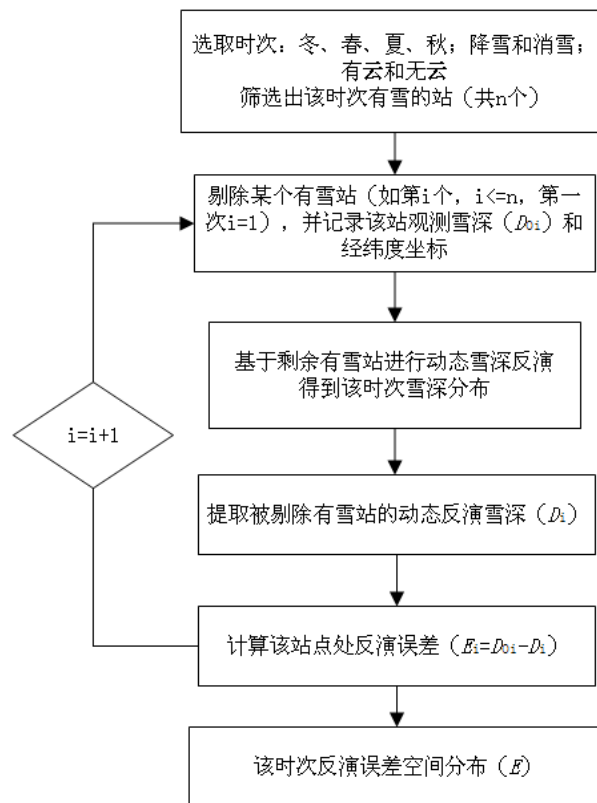 选取时次：冬、春、夏、秋；降雪和消雪；
有云和无云
筛选出该时次有雪的站（共n个）
剔除某个有雪站（如第i个，i<=n，第一
次i=1），并记录该站观测雪深（D0i）和
经纬度坐标
基于剩余有雪站进行动态雪深反演
得到该时次雪深分布
i=i+1
提取被剔除有雪站的动态反演雪深（Di）
计算该站点处反演误差（Ei=D0i-Di）
该时次反演误差空间分布（E）